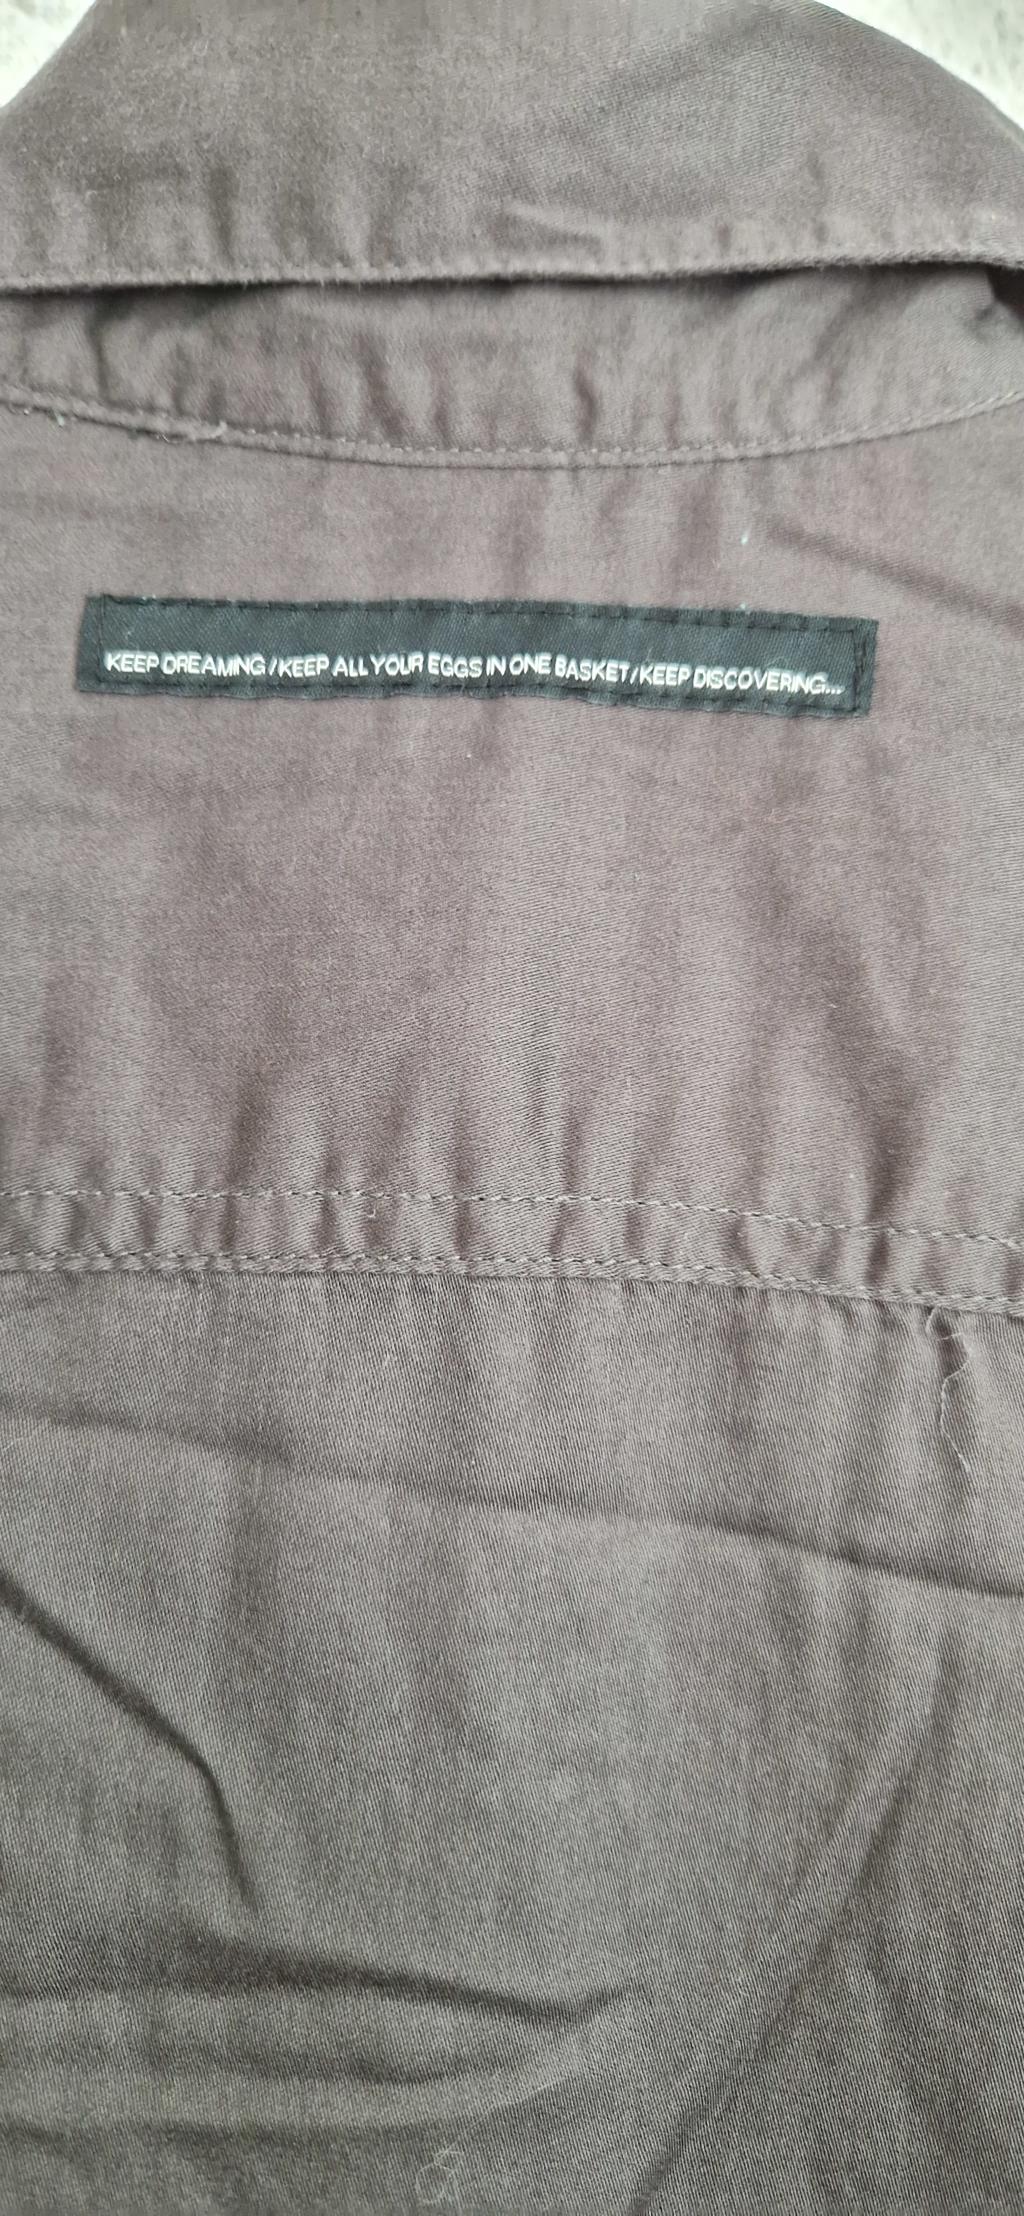 KEEP DREAMING / KEEP ALL YOUR EGGS IN ONE BASKET / KEEP DISCOVERING...